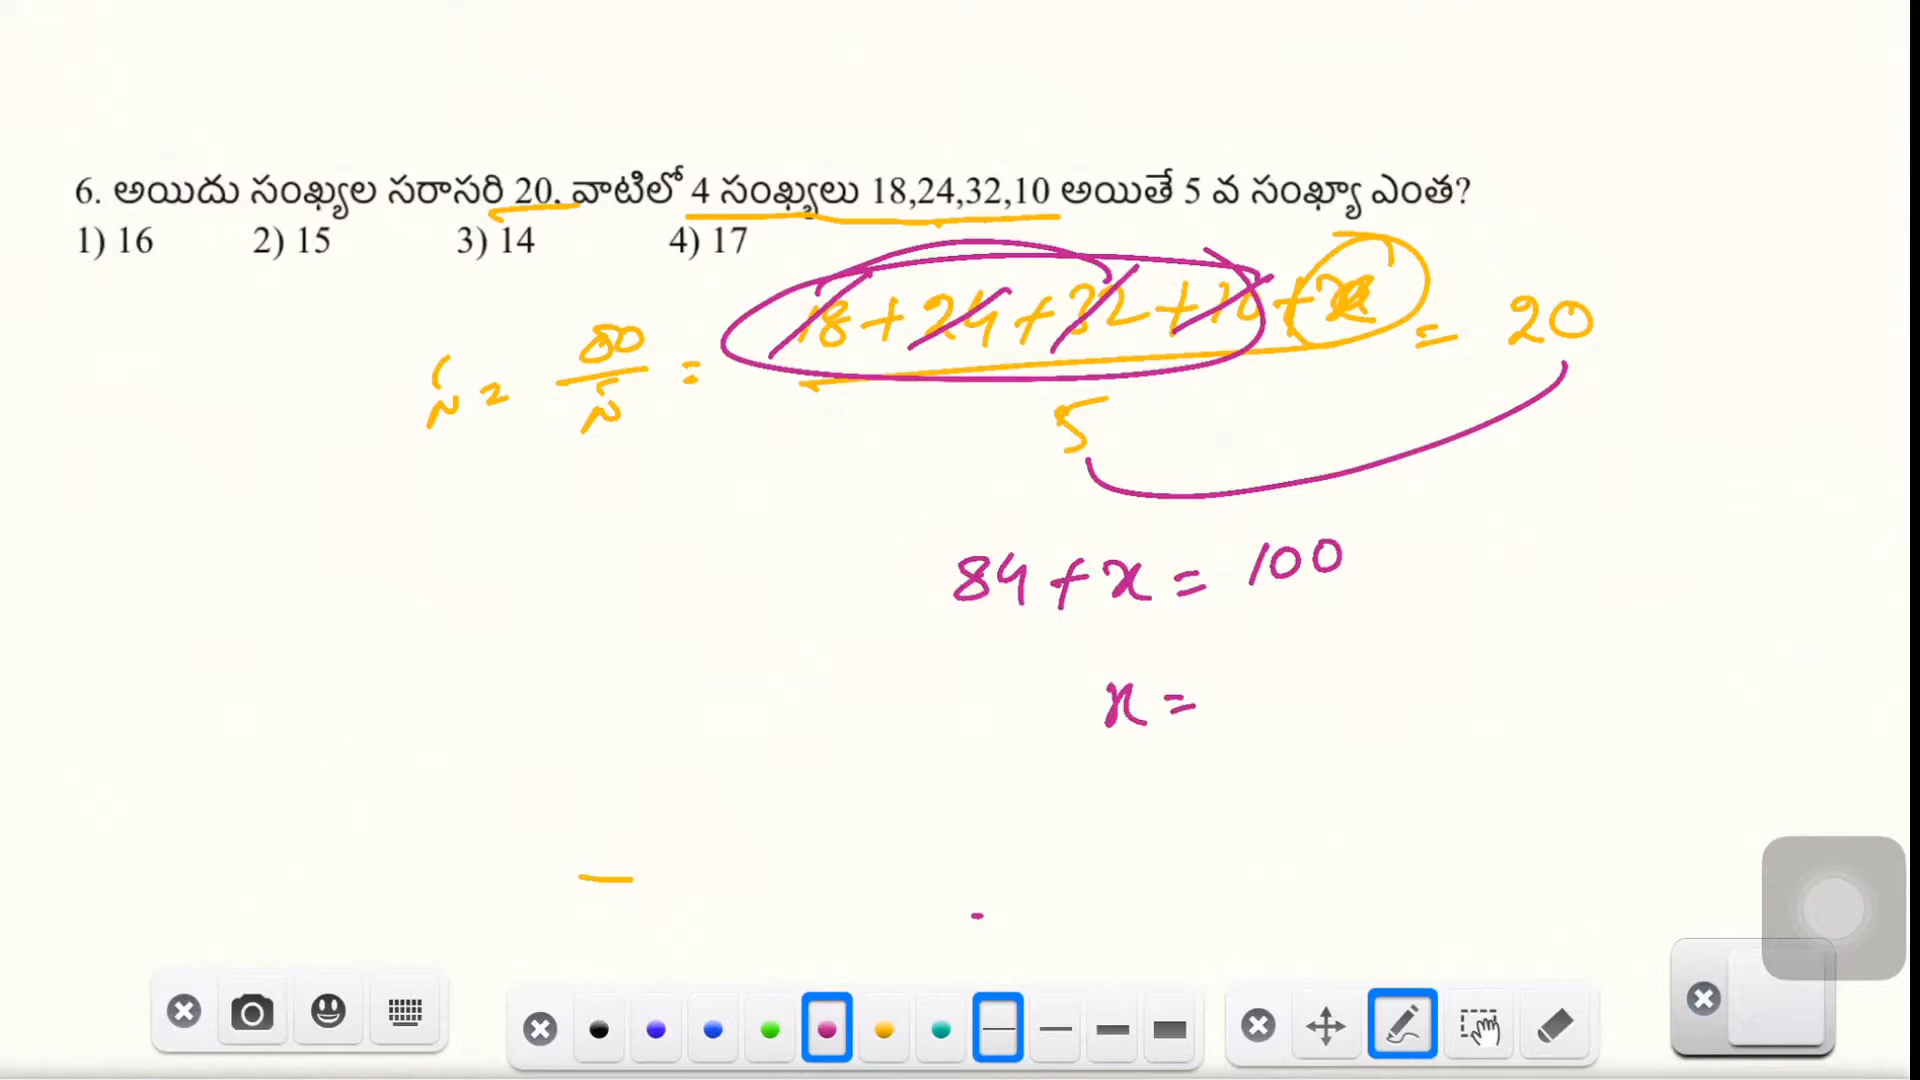 6. అయిదు సంఖ్యల సరాసరి 20. వాటిలో 4 సంఖ్యలు 18,24,32,10 అయితే 5 వ సంఖ్యా ఎంత?
1) 16 2) 15 3) 14 4) 17
18+24+32+10+x = 20
5
84+x = 100
x =